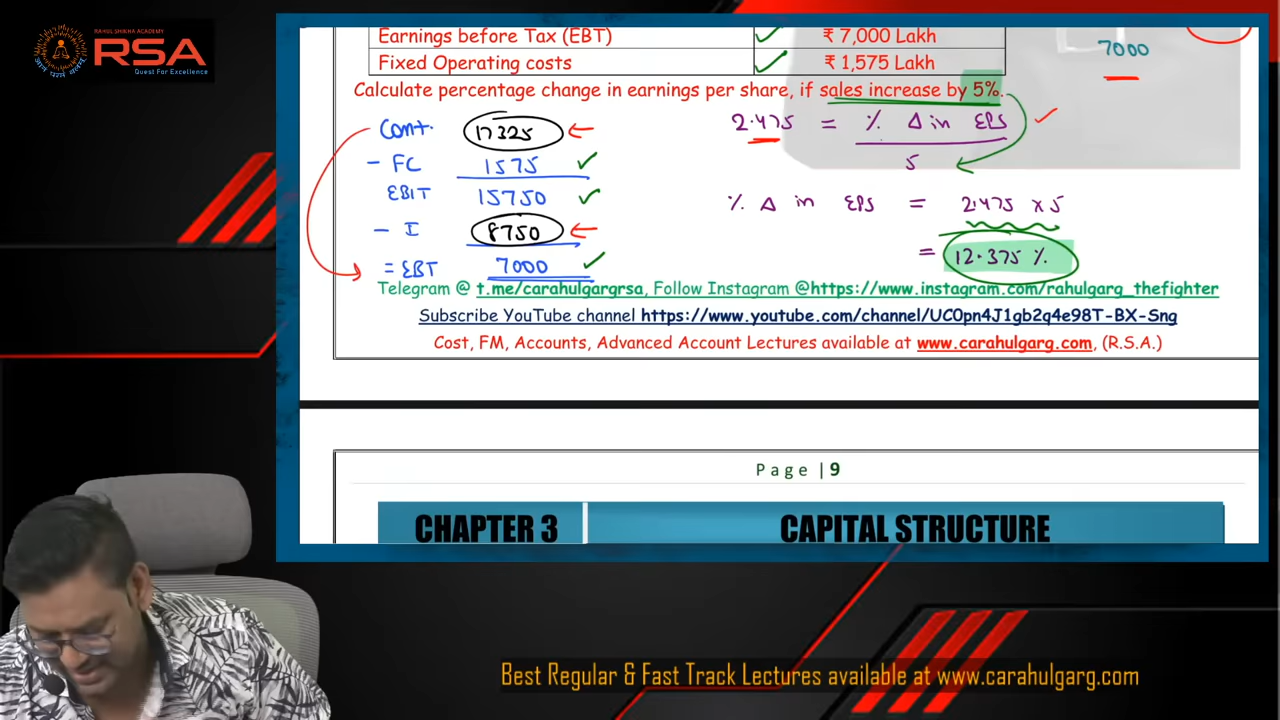 RAHUL SHIKHA ACADEMY
RSA
Quest For Excellence
Earnings before Tax (EBT) ₹ 7,000 Lakh
Fixed Operating costs ₹ 1,575 Lakh
7000
Calculate percentage change in earnings per share, if sales increase by 5%.
Cont. 17325
- FC 1575
EBIT 15750
- I 8750
= EBT 7000
2.475 = % Δ in EPS
5
% Δ in EPS = 2.475 x 5
= 12.375 %
Telegram @ t.me/carahulgargrsa, Follow Instagram @https://www.instagram.com/rahulgarg_thefighter
Subscribe YouTube channel https://www.youtube.com/channel/UC0pn4J1gb2q4e98T-BX-Sng
Cost, FM, Accounts, Advanced Account Lectures available at www.carahulgarg.com, (R.S.A.)
Page | 9
CHAPTER 3 CAPITAL STRUCTURE
Best Regular & Fast Track Lectures available at www.carahulgarg.com